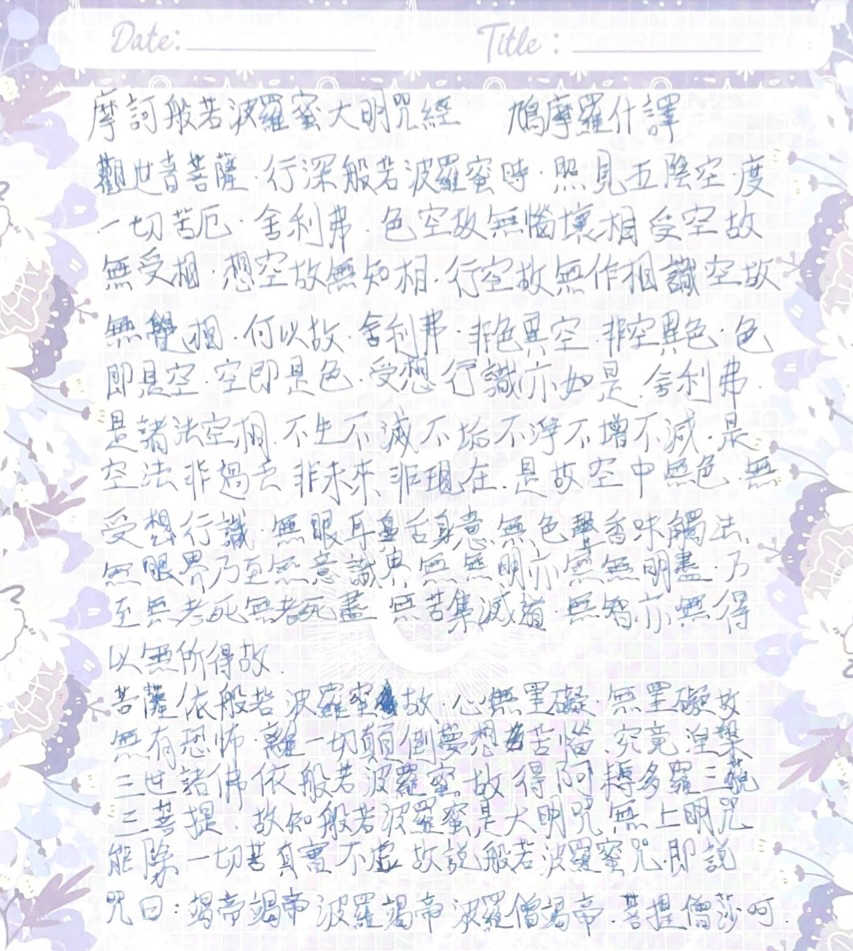 Date: Title :
摩訶般若波羅蜜大明咒經 鳩摩羅什譯
觀世音菩薩·行深般若波羅蜜時·照見五陰空·度
一切苦厄·舍利弗·色空故無惱壞相受空故
無受相·想空故無知相·行空故無作相識空故
無覺相·何以故·舍利弗·非色異空·非空異色·色
即是空·空即是色·受想行識亦如是·舍利弗·
是諸法空相·不生不滅不垢不淨不增不減·是
空法非過去非未來非現在·是故空中無色·無
受想行識·無眼耳鼻舌身意無色聲香味觸法、
無眼界乃至無意識界無無明亦無無明盡·乃
至無老死無老死盡無苦集滅道·無智亦無得
以無所得故·
菩薩依般若波羅蜜故·心無罣礙·無罣礙故
無有恐怖·離一切顛倒夢想苦惱·究竟涅槃
三世諸佛依般若波羅蜜故得阿耨多羅三藐
三菩提·故知般若波羅蜜是大明咒無上明咒
能除一切苦真實不虛故說般若波羅蜜咒·即說
咒曰:竭帝竭帝波羅竭帝波羅僧竭帝·菩提僧莎呵·